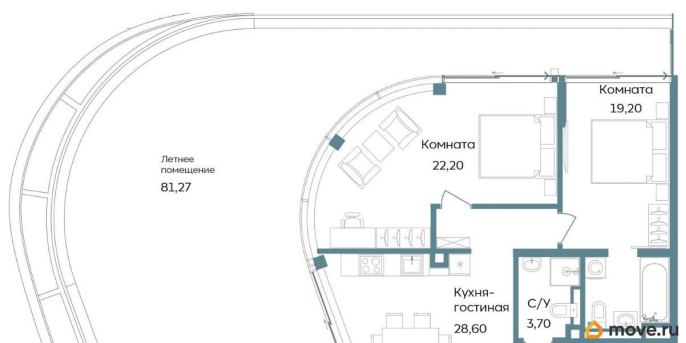 Комната
19,20
Комната
22,20
Летнее
помещение
81,27
Кухня-
гостиная
28,60
С/У
3,70
move.ru